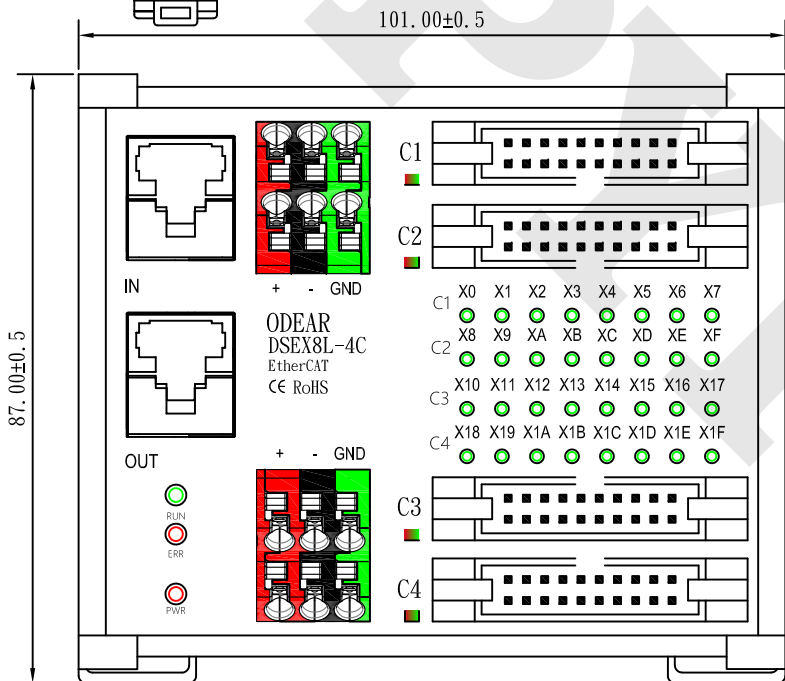 101.00±0.5
87.00±0.5
C1
C2
IN
+ - GND
ODEAR
DSEX8L-4C
EtherCAT
CE RoHS
C1 X0 X1 X2 X3 X4 X5 X6 X7
C2 X8 X9 XA XB XC XD XE XF
C3 X10 X11 X12 X13 X14 X15 X16 X17
C4 X18 X19 X1A X1B X1C X1D X1E X1F
OUT
+ - GND
RUN
ERR
PWR
C3
C4